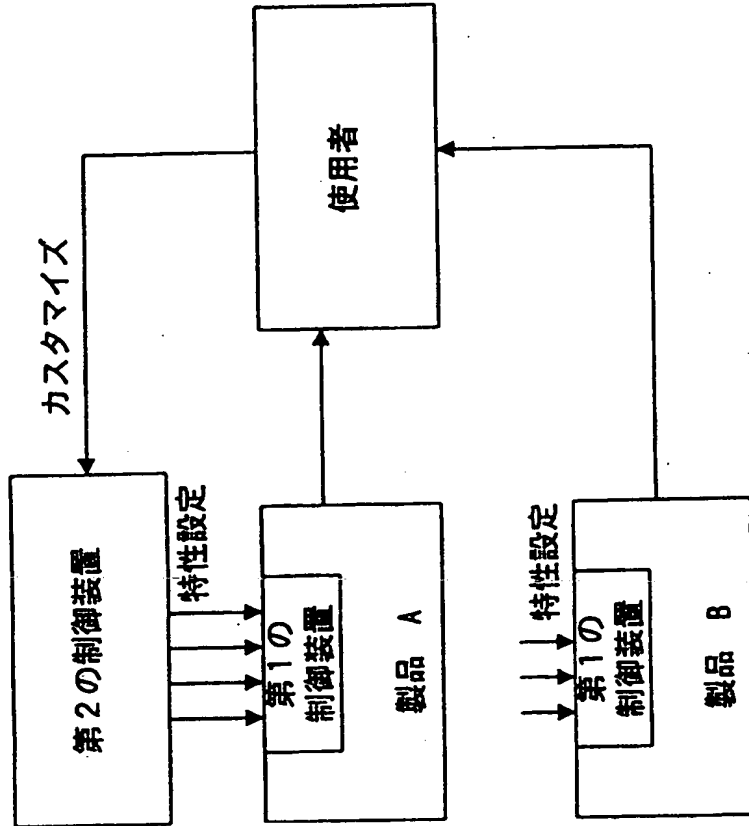 カスタマイズ
使用者
第2の制御装置
特性設定
第1の
制御装置
製品 A
特性設定
第1の
制御装置
製品 B